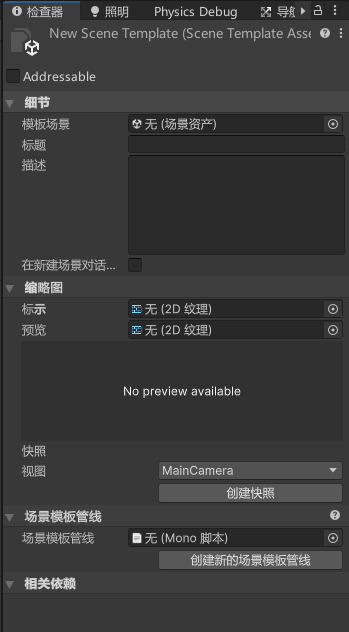 检查器 照明 Physics Debug 导航
New Scene Template (Scene Template Asse
Addressable
细节
模板场景 无 (场景资产)
标题
描述
在新建场景对话...
缩略图
标示 无 (2D 纹理)
预览 无 (2D 纹理)
No preview available
快照
视图 MainCamera
创建快照
场景模板管线
场景模板管线 无 (Mono 脚本)
创建新的场景模板管线
相关依赖